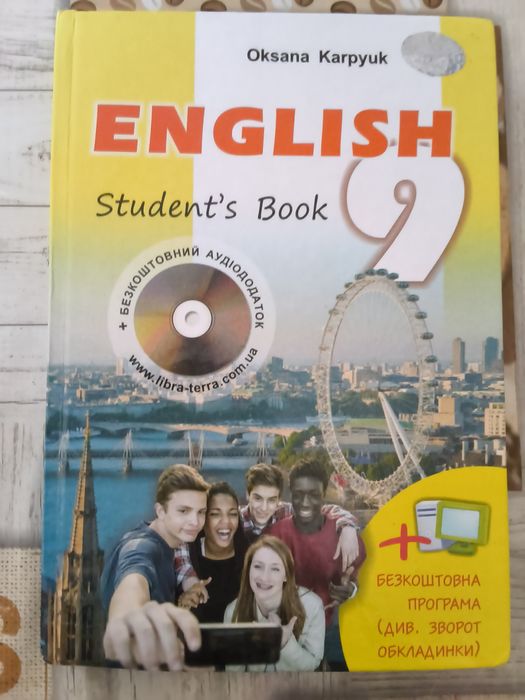 Oksana Karpyuk
ENGLISH
9
Student's Book
+ БЕЗКОШТОВНИЙ АУДІОДОДАТОК
www.libra-terra.com.ua
+
БЕЗКОШТОВНА
ПРОГРАМА
(ДИВ. ЗВОРОТ
ОБКЛАДИНКИ)